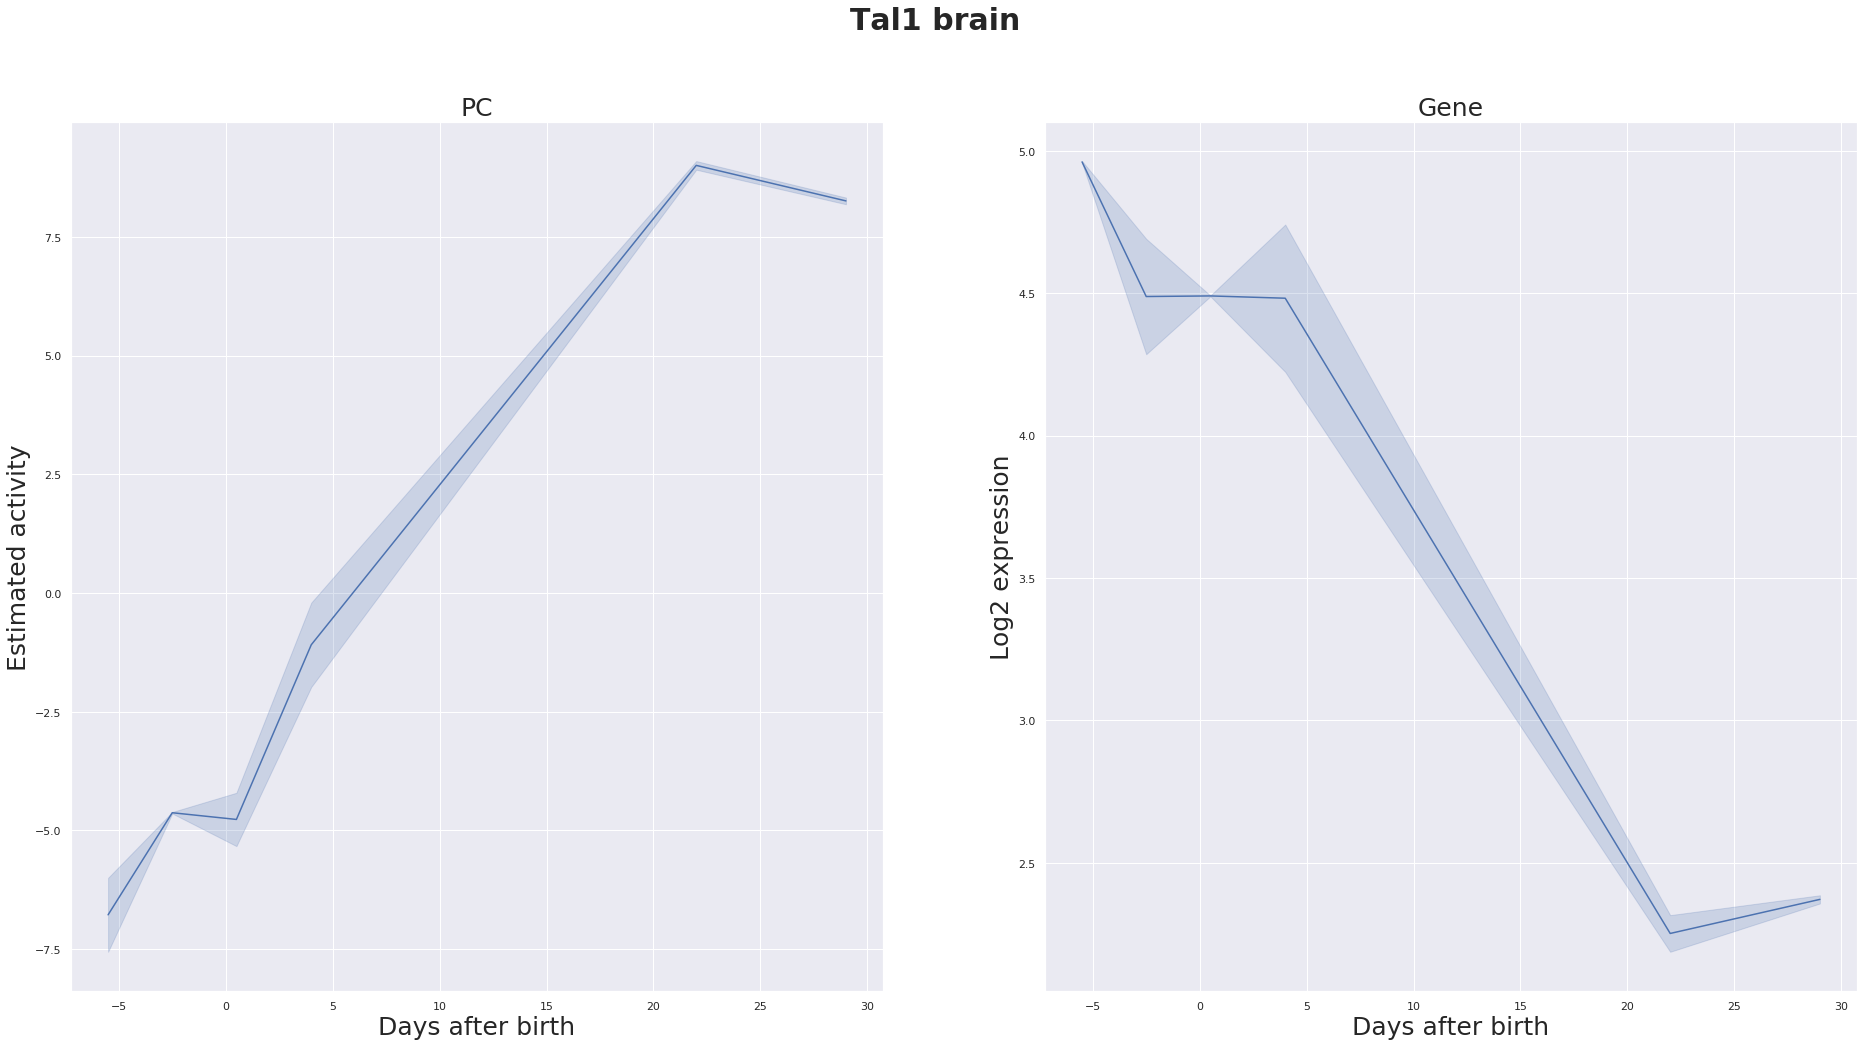 Tal1 brain
PC
Estimated activity
7.5
5.0
2.5
0.0
−2.5
−5.0
−7.5
−5 0 5 10 15 20 25 30
Days after birth
Gene
Log2 expression
5.0
4.5
4.0
3.5
3.0
2.5
−5 0 5 10 15 20 25 30
Days after birth